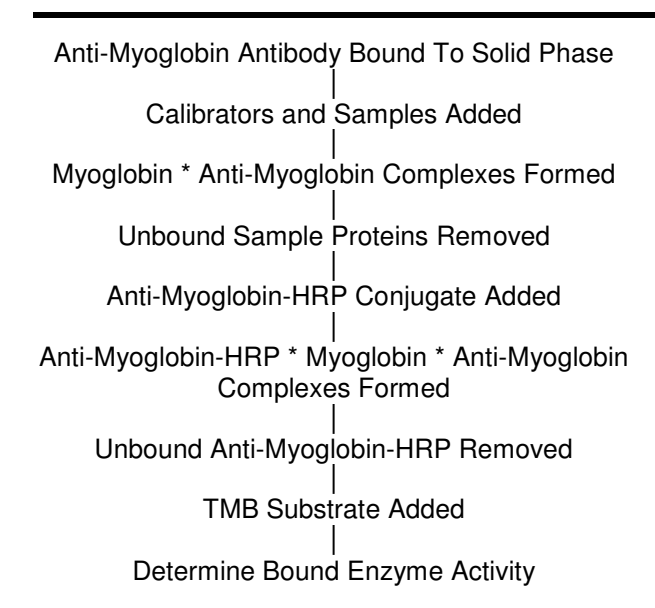 Anti-Myoglobin Antibody Bound To Solid Phase
Calibrators and Samples Added
Myoglobin * Anti-Myoglobin Complexes Formed
Unbound Sample Proteins Removed
Anti-Myoglobin-HRP Conjugate Added
Anti-Myoglobin-HRP * Myoglobin * Anti-Myoglobin
Complexes Formed
Unbound Anti-Myoglobin-HRP Removed
TMB Substrate Added
Determine Bound Enzyme Activity